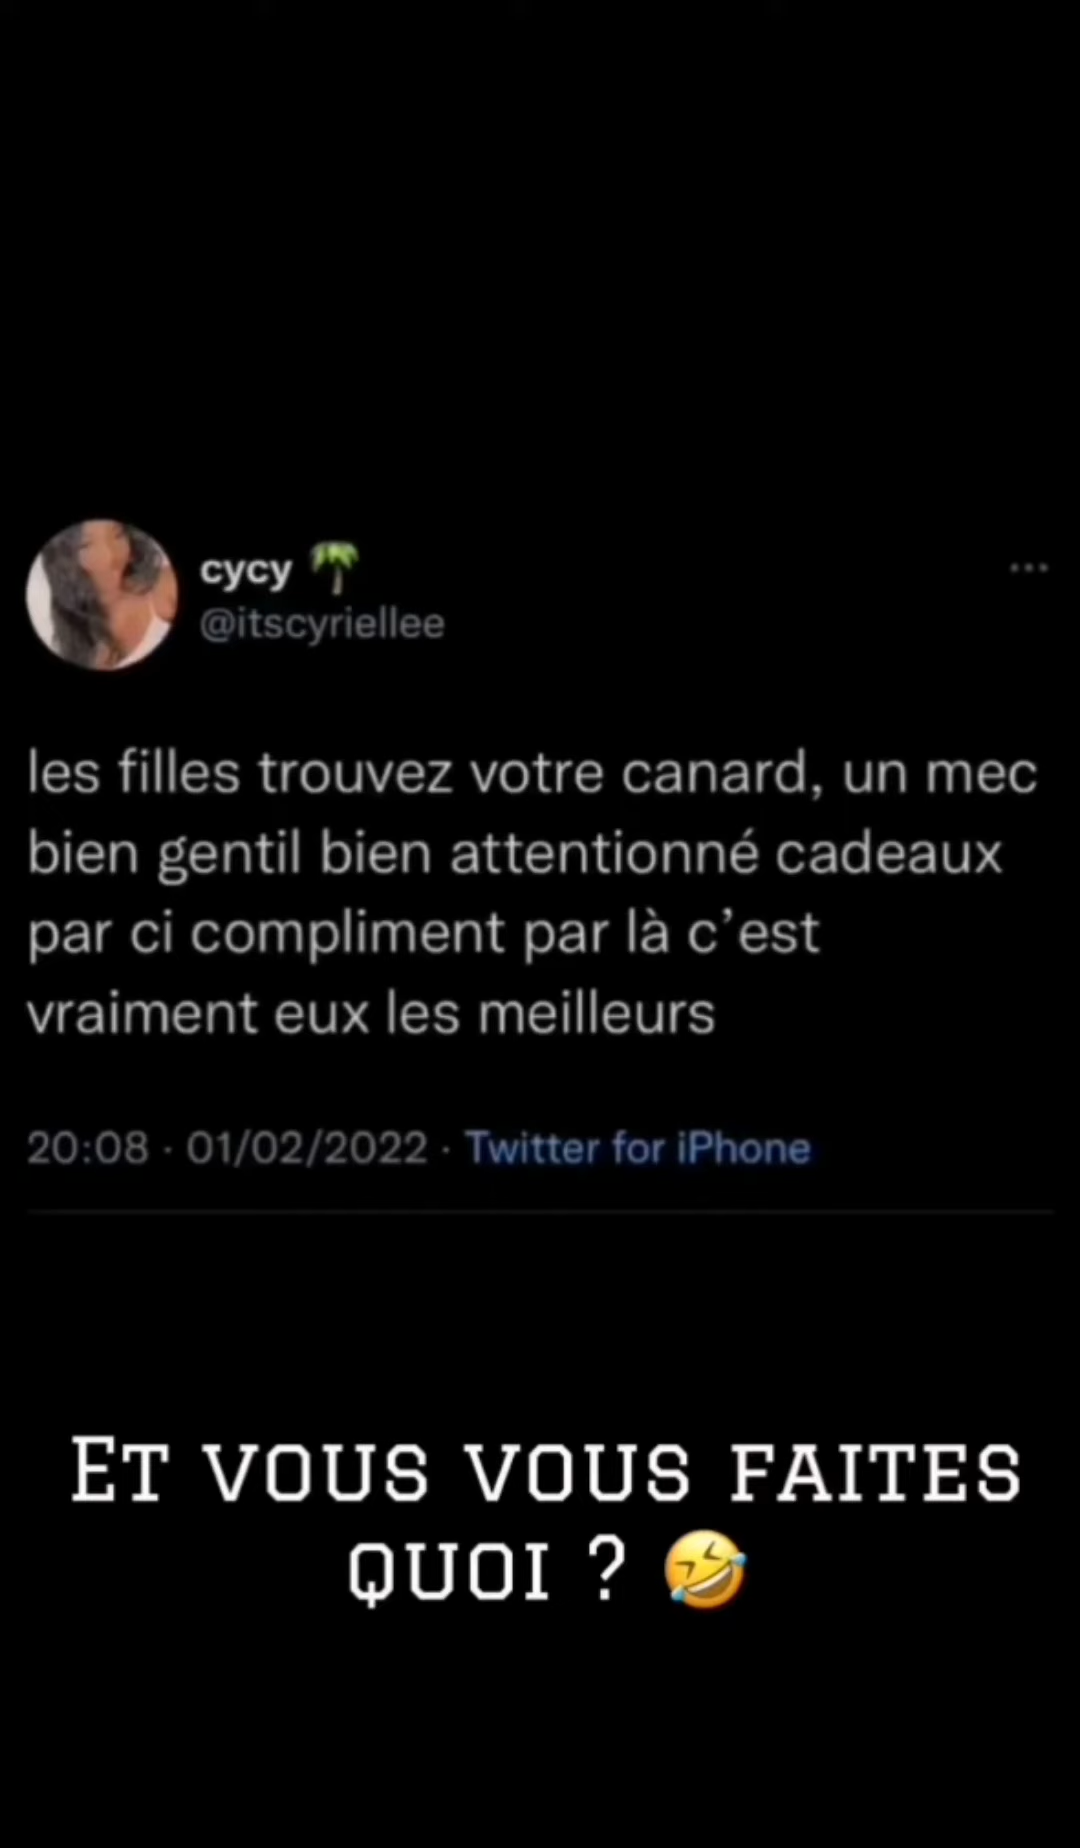 cycy 🌴
@itscyriellee
les filles trouvez votre canard, un mec
bien gentil bien attentionné cadeaux
par ci compliment par là c’est
vraiment eux les meilleurs
20:08 · 01/02/2022 · Twitter for iPhone
ET VOUS VOUS FAITES
QUOI ? 🤣